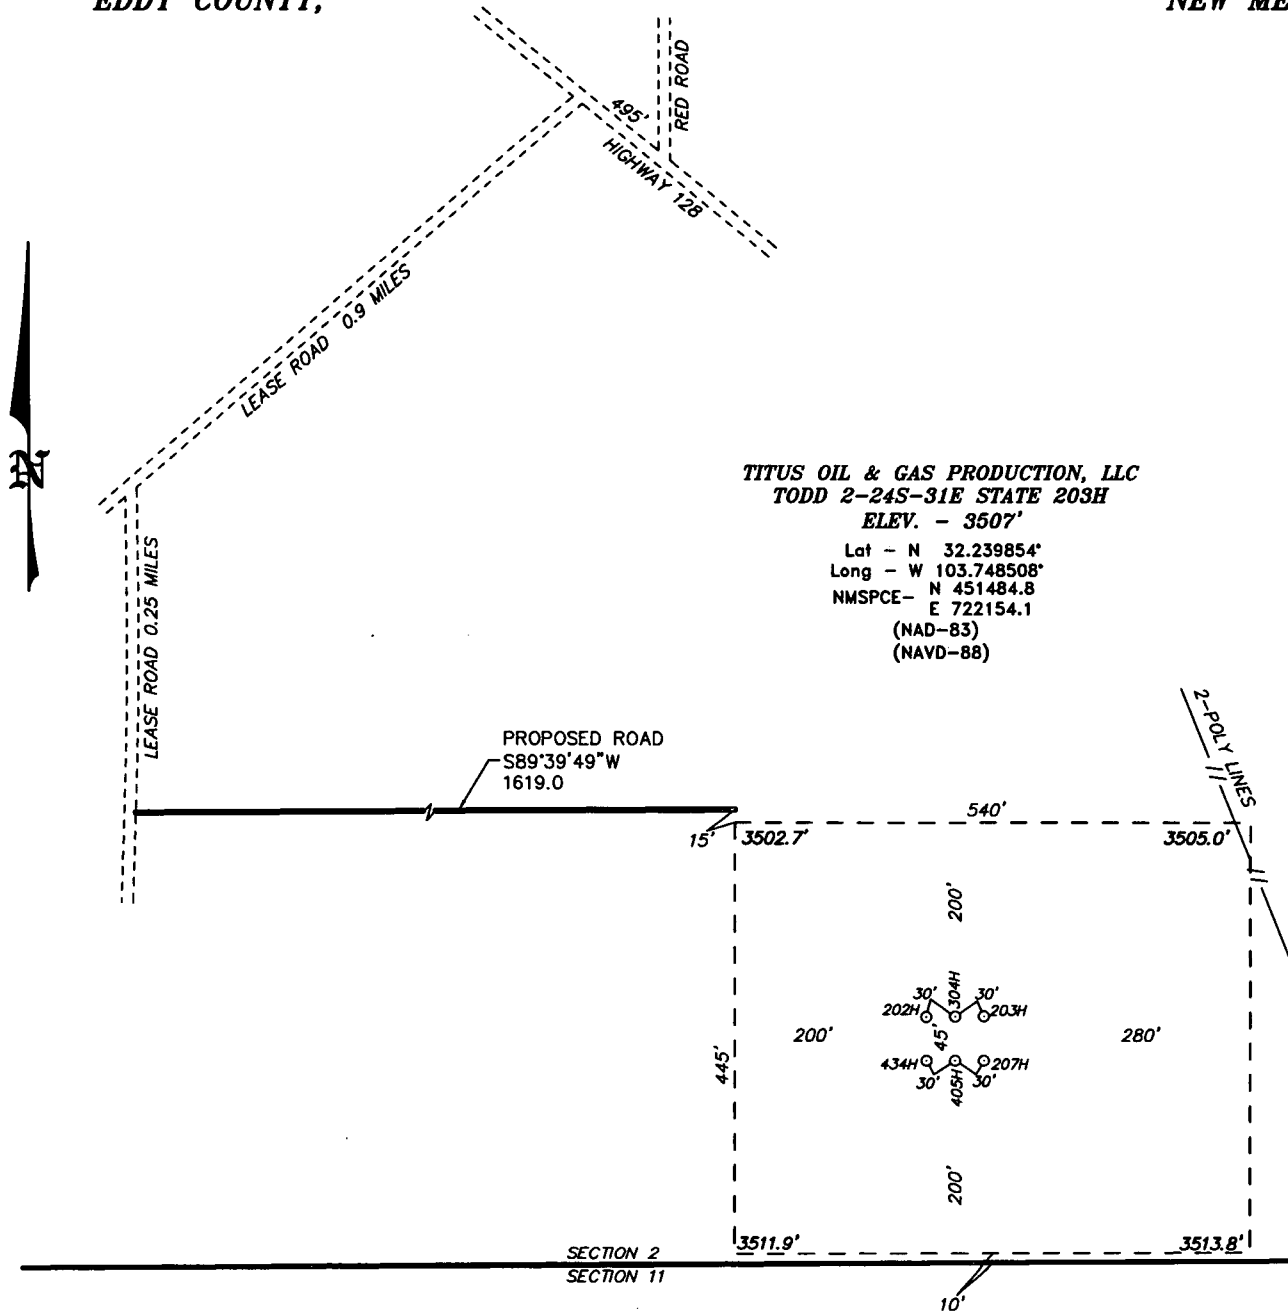 EDDY COUNTY,
NEW ME
RED ROAD
495'
HIGHWAY 128
LEASE ROAD 0.9 MILES
N
LEASE ROAD 0.25 MILES
TITUS OIL & GAS PRODUCTION, LLC
TODD 2-24S-31E STATE 203H
ELEV. - 3507'
Lat - N 32.239854°
Long - W 103.748508°
NMSPCE- N 451484.8
E 722154.1
(NAD-83)
(NAVD-88)
2-POLY LINES
PROPOSED ROAD
S89°39'49"W
1619.0
540'
15'
3502.7'
3505.0'
200'
30'
304H
30'
202H
203H
200'
45'
280'
445'
434H
207H
30'
405H
30'
200'
3511.9'
3513.8'
SECTION 2
SECTION 11
10'